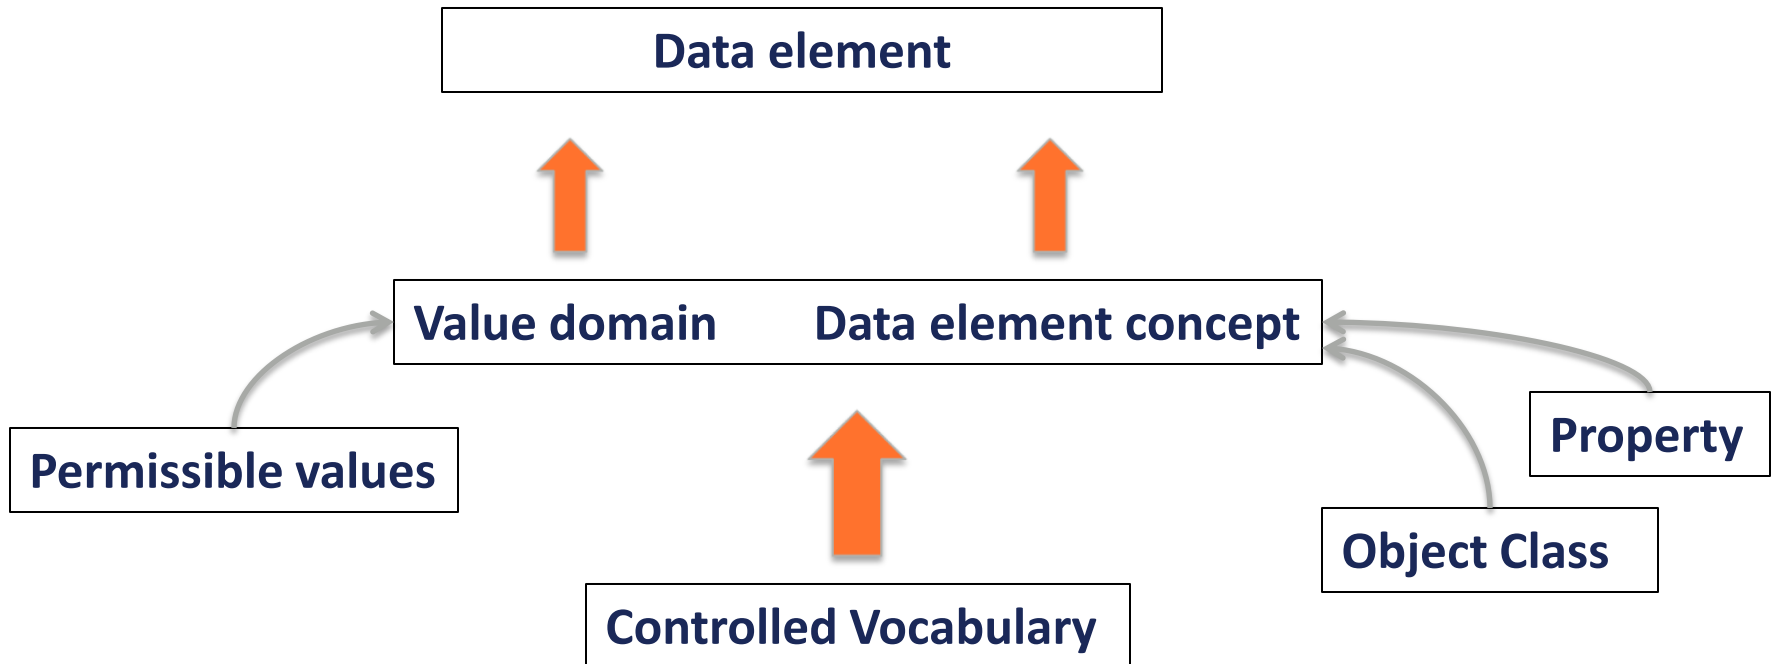 Data element
Value domain Data element concept
Property
Permissible values
Object Class
Controlled Vocabulary